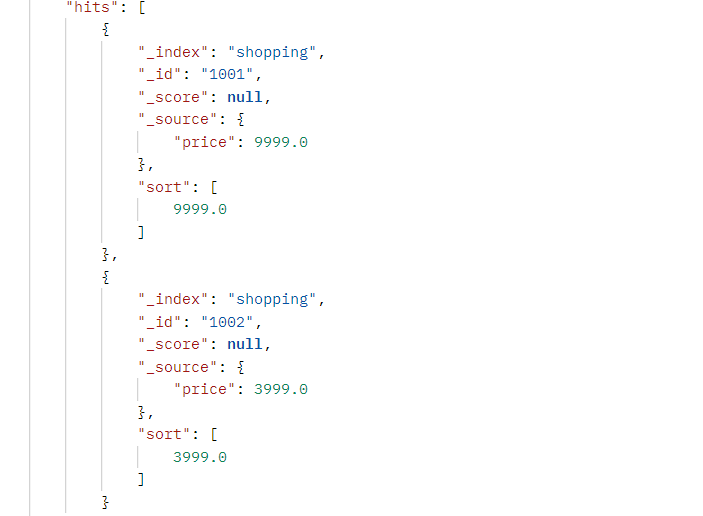 "hits": [
{
"_index": "shopping",
"_id": "1001",
"_score": null,
"_source": {
"price": 9999.0
},
"sort": [
9999.0
]
},
{
"_index": "shopping",
"_id": "1002",
"_score": null,
"_source": {
"price": 3999.0
},
"sort": [
3999.0
]
}